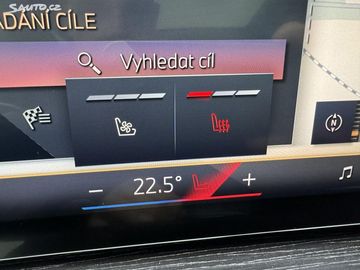 Sauto.cz
ADÁNÍ CÍLE
Vyhledat cíl
N
− 22.5° +